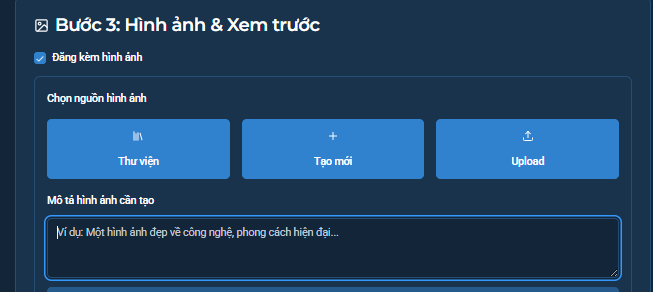 Bước 3: Hình ảnh & Xem trước
Đăng kèm hình ảnh
Chọn nguồn hình ảnh
Thư viện
Tạo mới
Upload
Mô tả hình ảnh cần tạo
Ví dụ: Một hình ảnh đẹp về công nghệ, phong cách hiện đại...